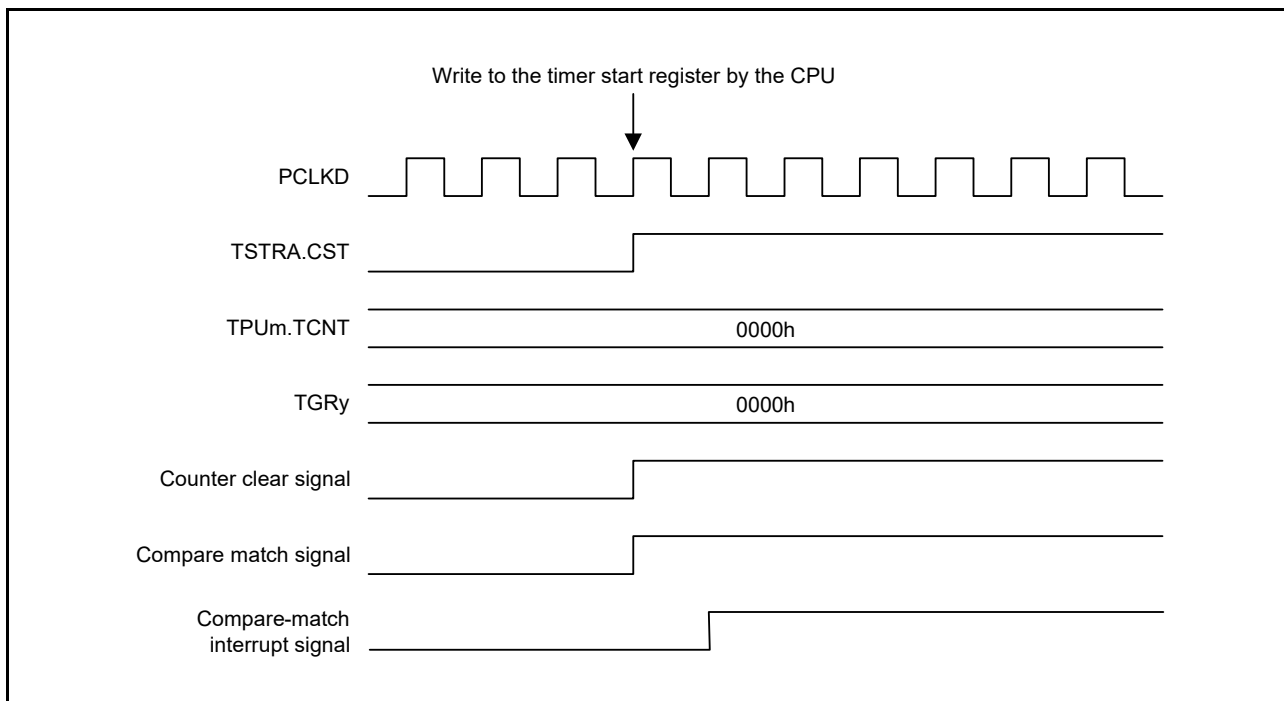 Write to the timer start register by the CPU
PCLKD
TSTRA.CST
TPUm.TCNT
0000h
TGRy
0000h
Counter clear signal
Compare match signal
Compare-match
interrupt signal